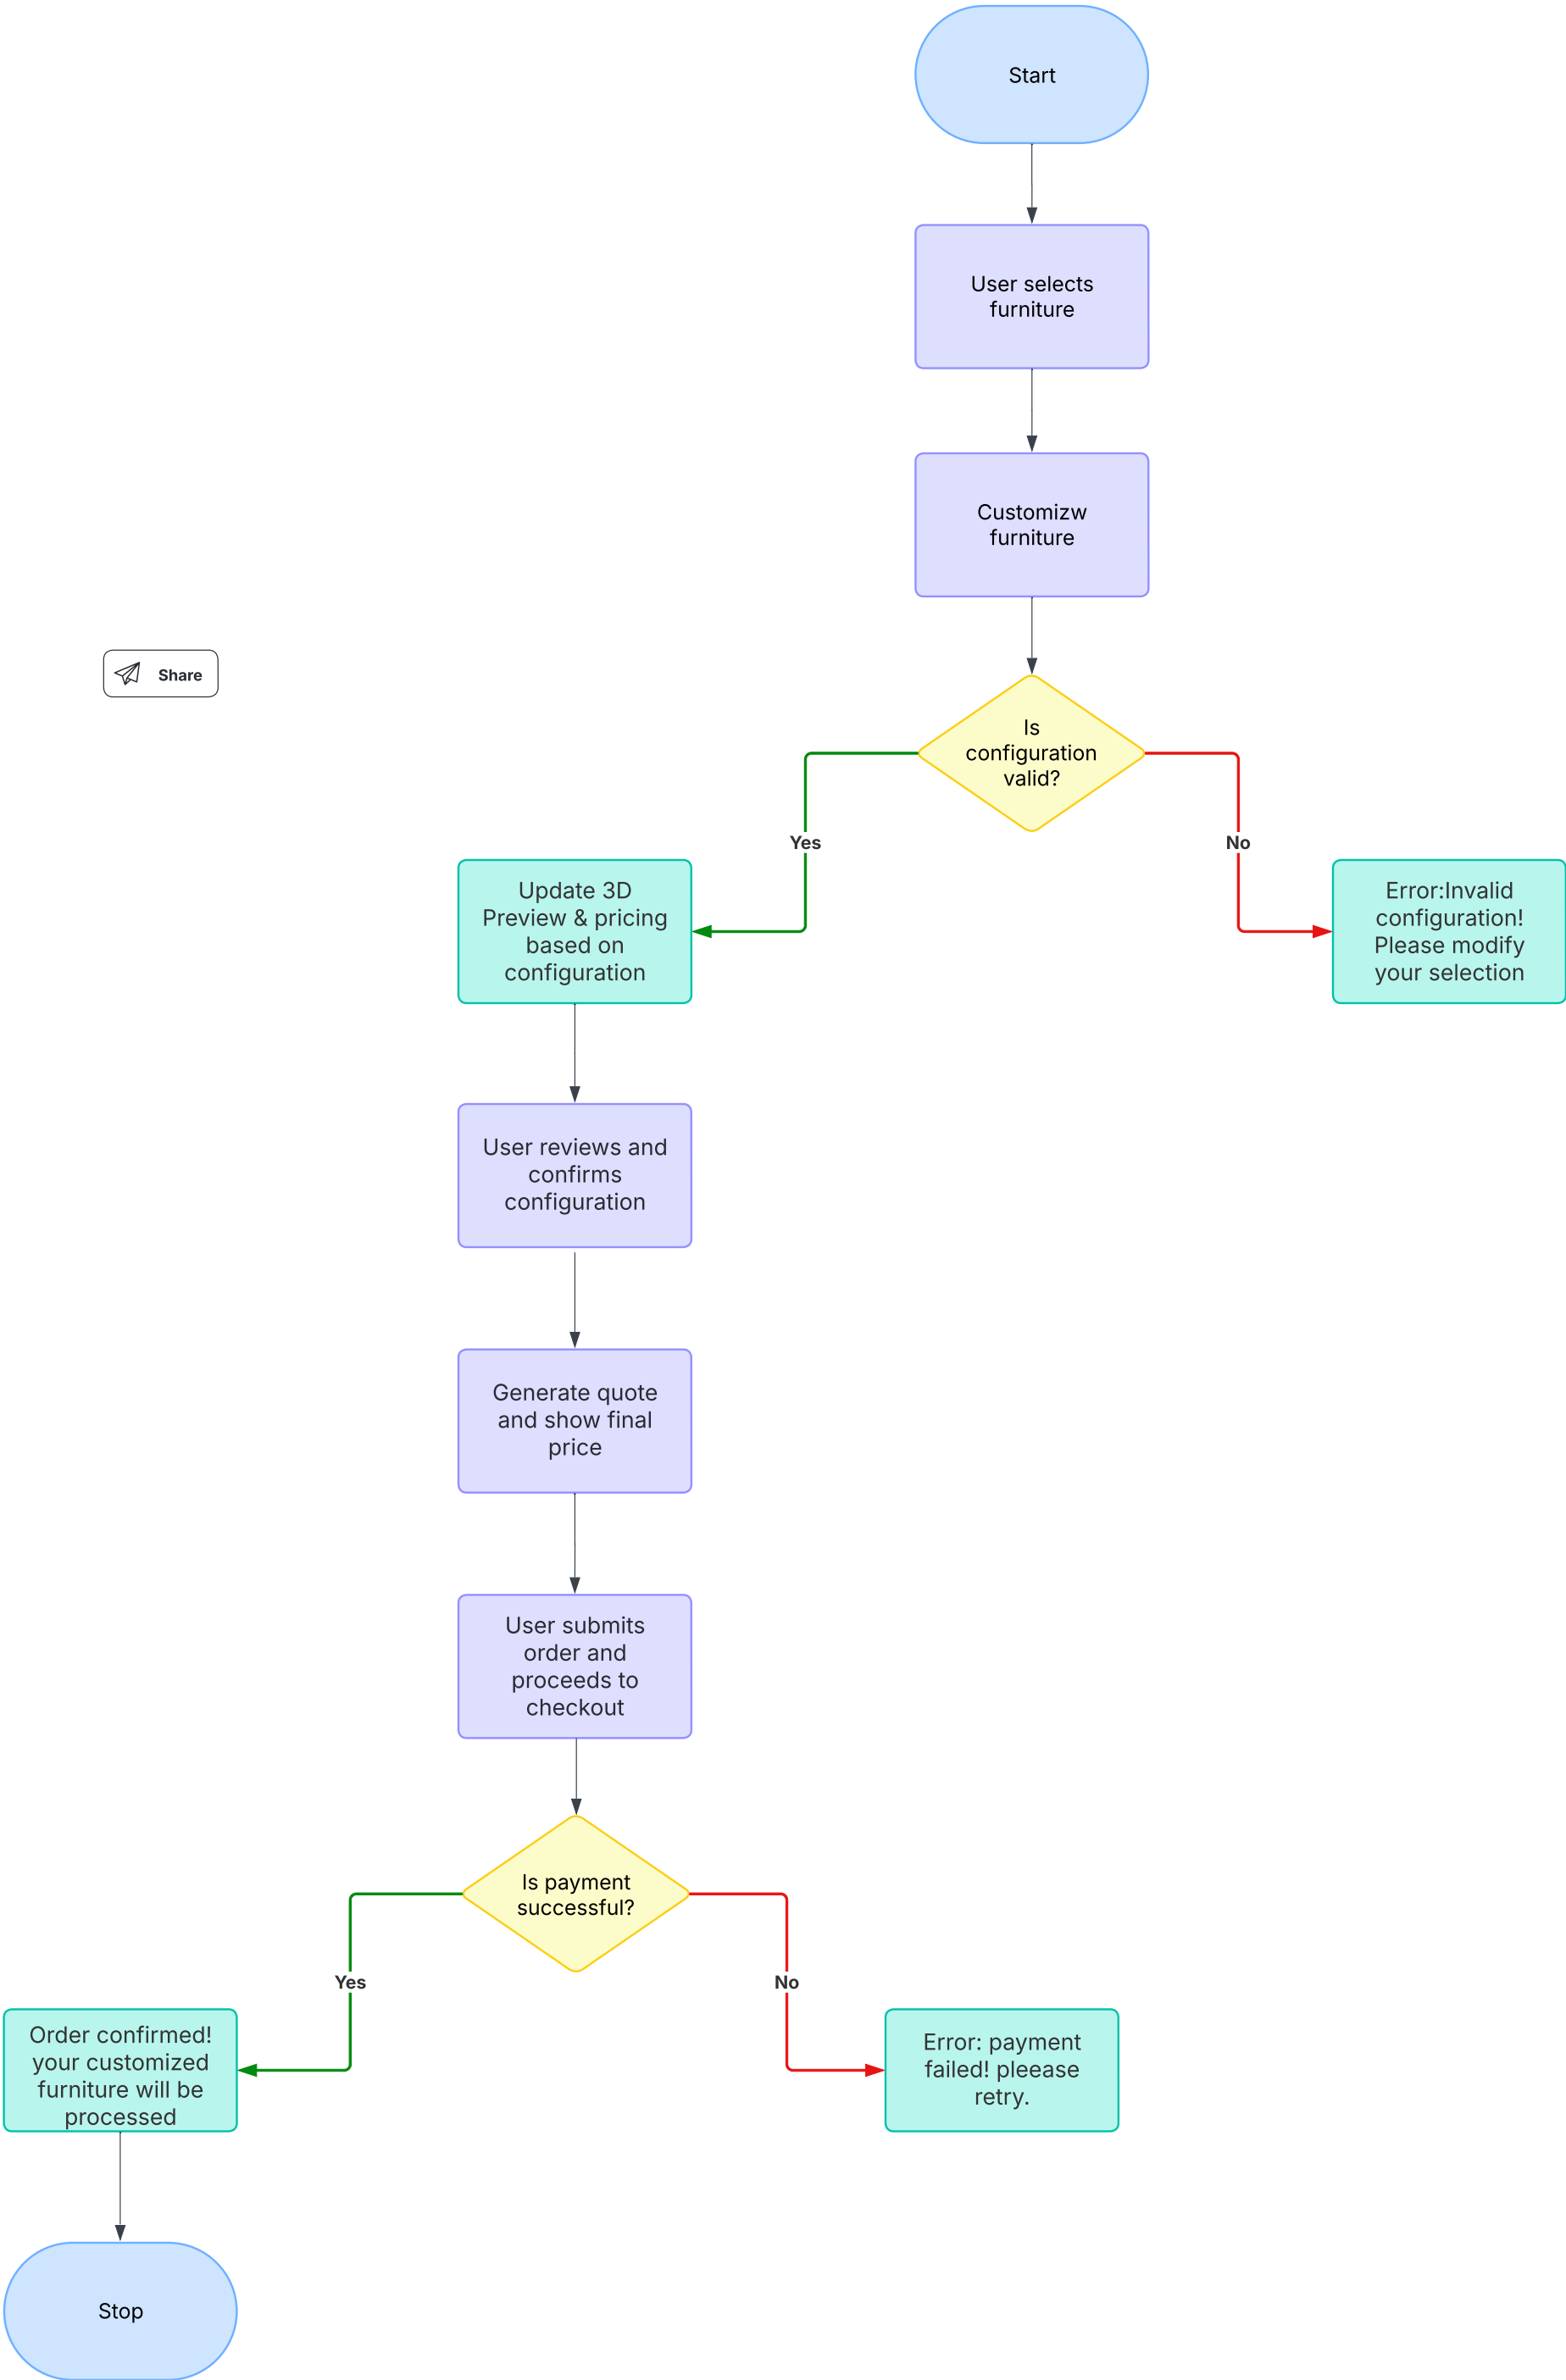 Start
User selects
furniture
Customizw
furniture
Share
Is
configuration
valid?
Yes
No
Update 3D
Preview & pricing
based on
configuration
Error:Invalid
configuration!
Please modify
your selection
User reviews and
confirms
configuration
Generate quote
and show final
price
User submits
order and
proceeds to
checkout
Is payment
successful?
Yes
No
Order confirmed!
your customized
furniture will be
processed
Error: payment
failed! pleease
retry.
Stop